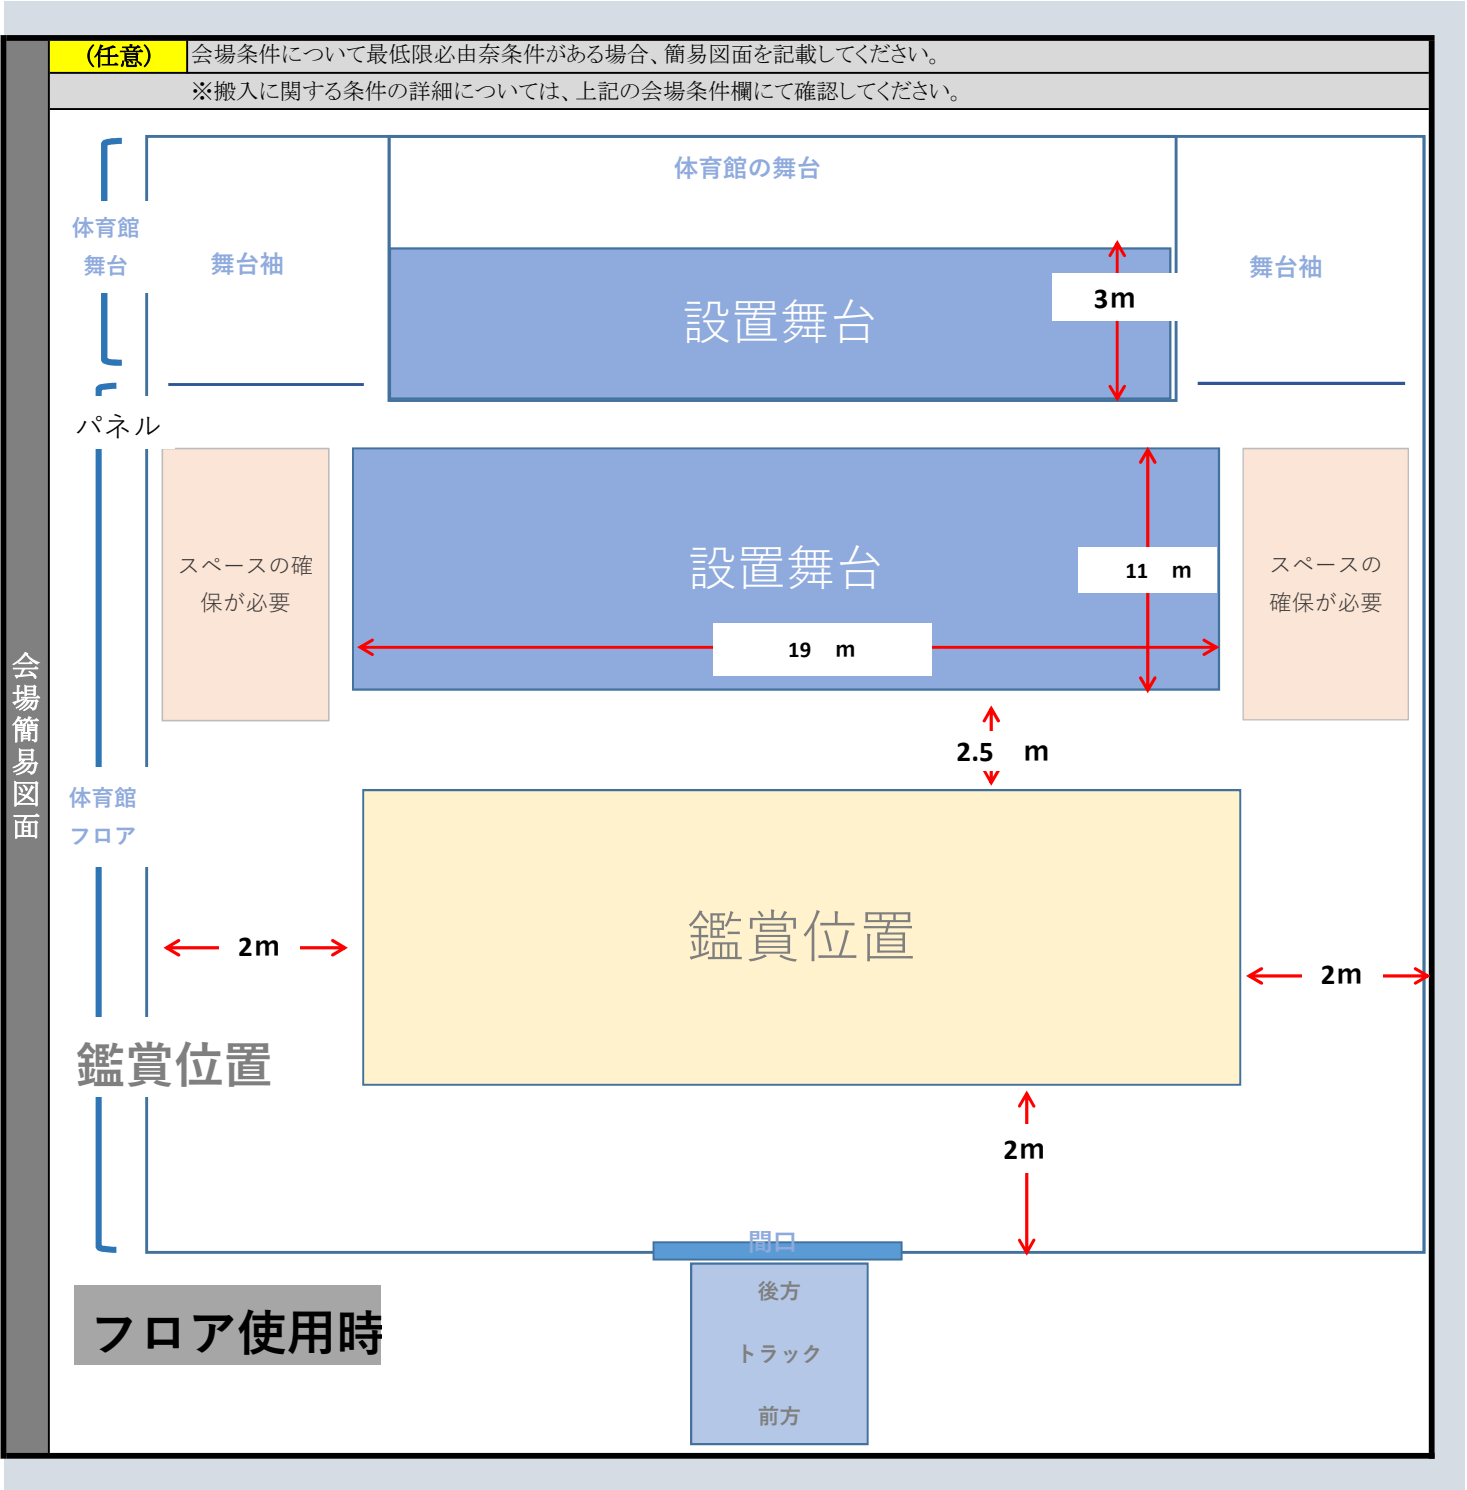 (任意)
会場条件について最低限必由奈条件がある場合、簡易図面を記載してください。
※搬入に関する条件の詳細については、上記の会場条件欄にて確認してください。
会場簡易図面
体育館の舞台
体育館
舞台
舞台袖
舞台袖
設置舞台
3m
パネル
スペースの確
保が必要
設置舞台
11 m
19 m
スペースの
確保が必要
2.5 m
体育館
フロア
鑑賞位置
2m
2m
鑑賞位置
2m
間口
後方
トラック
前方
フロア使用時